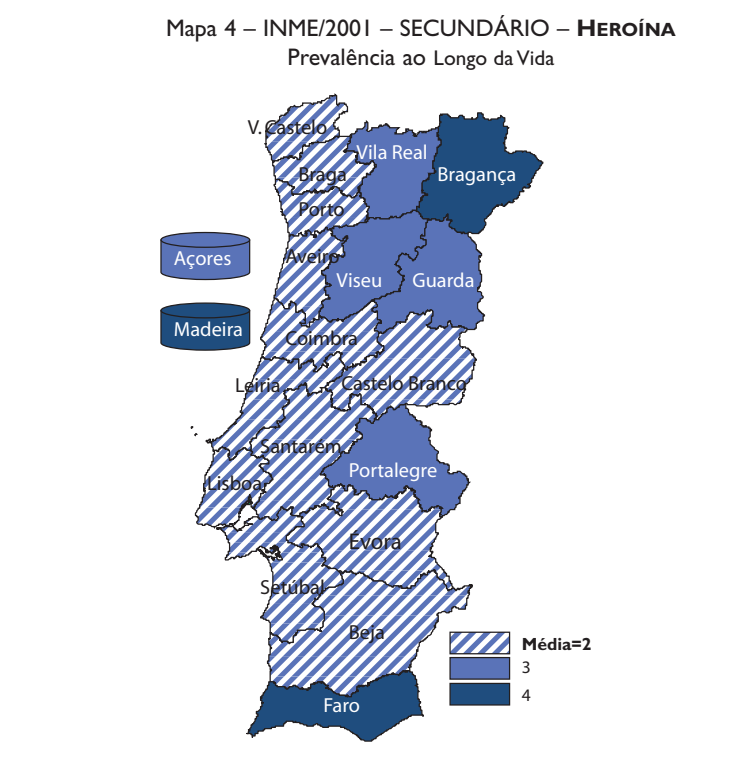 Mapa 4 – INME/2001 – SECUNDÁRIO – HEROÍNA
Prevalência ao Longo da Vida
V. Castelo
Vila Real
Bragança
Braga
Porto
Açores
Aveiro
Viseu
Guarda
Madeira
Coimbra
Leiria
Castelo Branco
Santarém
Portalegre
Lisboa
Évora
Setúbal
Beja
Média=2
3
4
Faro